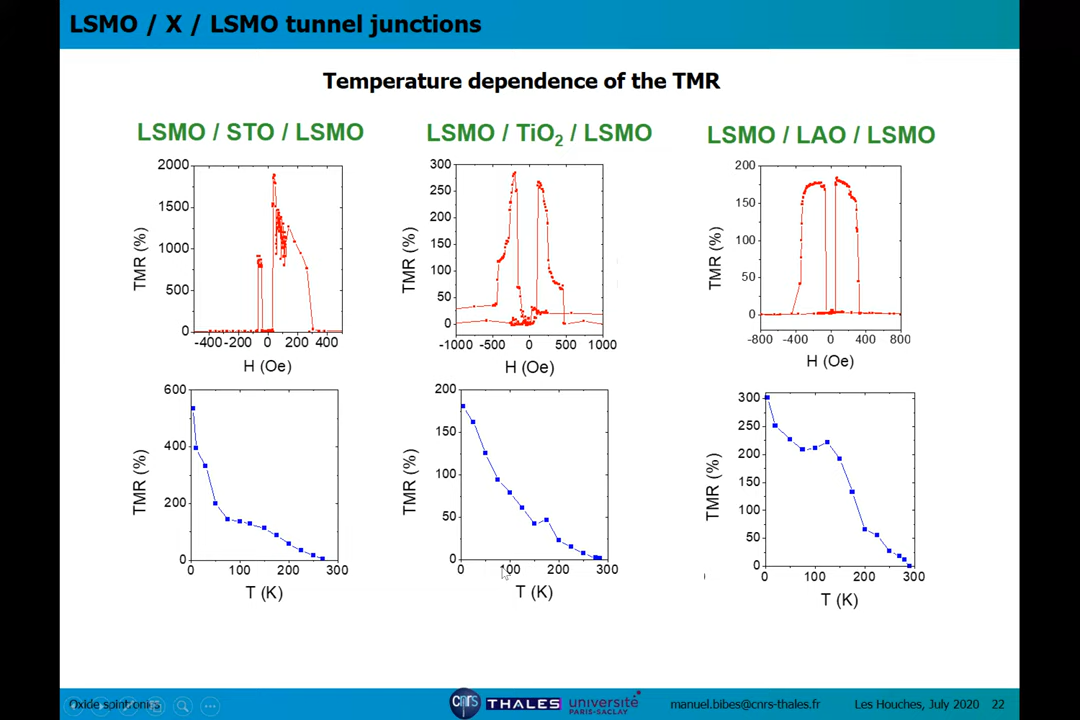 LSMO / X / LSMO tunnel junctions
Temperature dependence of the TMR
LSMO / STO / LSMO
LSMO / TiO2 / LSMO
LSMO / LAO / LSMO
2000
1500
1000
500
0
TMR (%)
-400 -200 0 200 400
H (Oe)
300
250
200
150
100
50
0
TMR (%)
-1000 -500 0 500 1000
H (Oe)
200
150
100
50
0
TMR (%)
-800 -400 0 400 800
H (Oe)
600
400
200
0
TMR (%)
0 100 200 300
T (K)
200
150
100
50
0
TMR (%)
0 100 200 300
T (K)
300
250
200
150
100
50
0
TMR (%)
0 100 200 300
T (K)
Oxide spintronics
cnrs
THALES
université
PARIS-SACLAY
manuel.bibes@cnrs-thales.fr
Les Houches, July 2020
22